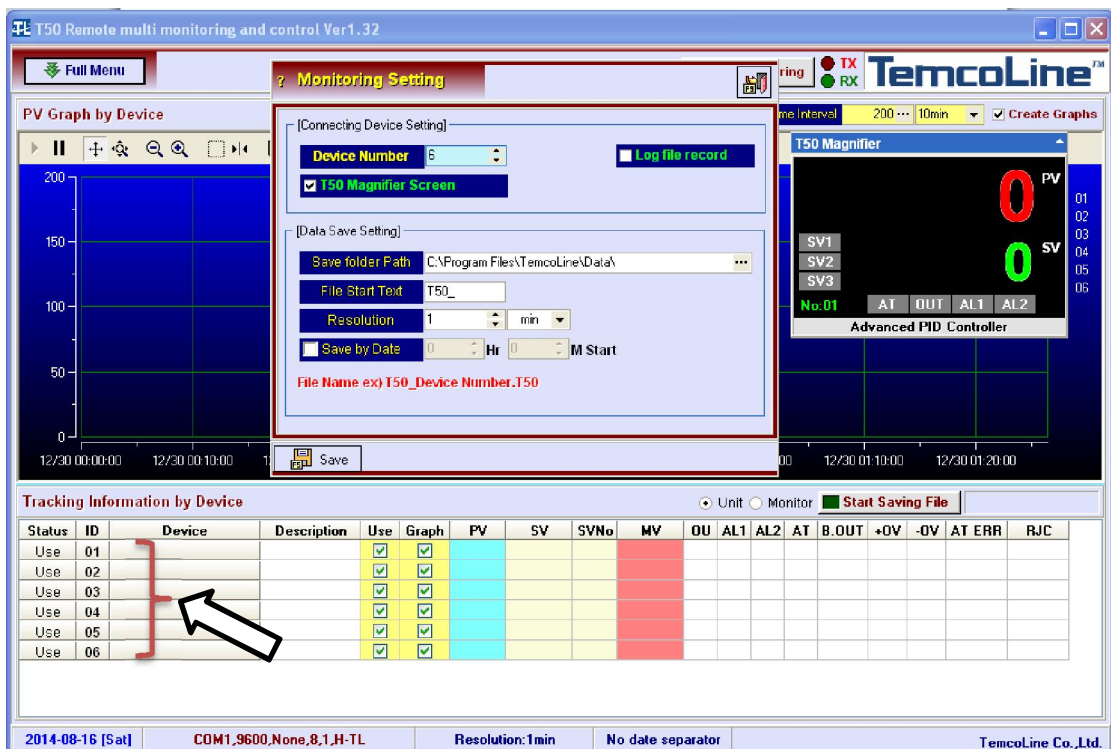 T50 Remote multi monitoring and control Ver1.32
Full Menu
ring
TX
RX
TemcoLine™
? Monitoring Setting
PV Graph by Device
me Interval 200 ... 10min Create Graphs
[Connecting Device Setting]
Device Number 6
Log file record
T50 Magnifier Screen
[Data Save Setting]
Save folder Path C:\Program Files\TemcoLine\Data\ ...
File Start Text T50_
Resolution 1 min
Save by Date 0 Hr 0 M Start
File Name ex) T50_Device Number.T50
Save
T50 Magnifier
0 PV
0 SV
SV1
SV2
SV3
No:01 AT OUT AL1 AL2
Advanced PID Controller
01
02
03
04
05
06
200
150
100
50
0
12/30 00:00:00 12/30 00:10:00 1 00 12/30 01:10:00 12/30 01:20:00
Tracking Information by Device
Unit Monitor Start Saving File
Status ID Device Description Use Graph PV SV SVNo MV OU AL1 AL2 AT B.OUT +OV -OV AT ERR RJC
Use 01
Use 02
Use 03
Use 04
Use 05
Use 06
2014-08-16 [Sat] COM1,9600,None,8,1,H-TL Resolution:1min No date separator TemcoLine Co.,Ltd.